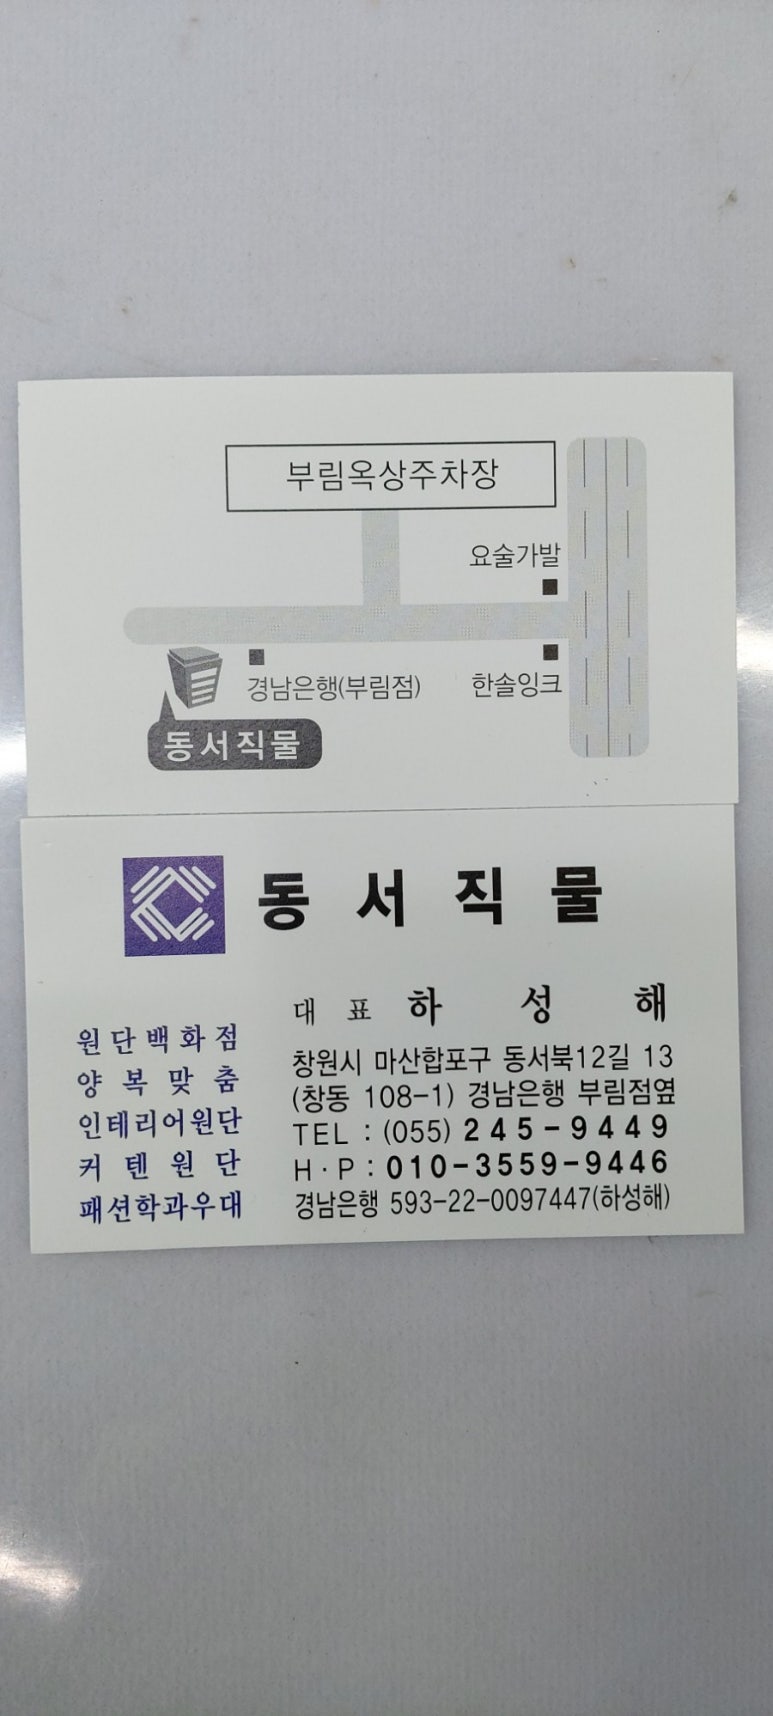 부림옥상주차장
요술가발
경남은행(부림점)
한솔잉크
동서직물
동서직물
대표 하성해
원단백화점
양복맞춤
인테리어원단
커텐원단
패션학과우대
창원시 마산합포구 동서북12길 13
(창동 108-1) 경남은행 부림점옆
TEL : (055) 245-9449
H·P : 010-3559-9446
경남은행 593-22-0097447(하성해)